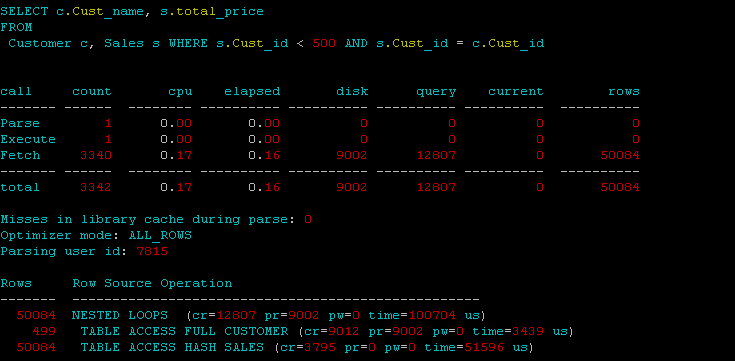 SELECT c.Cust_name, s.total_price
FROM
Customer c, Sales s WHERE s.Cust_id < 500 AND s.Cust_id = c.Cust_id
call count cpu elapsed disk query current rows
------- ------ -------- ---------- ---------- ---------- ---------- ----------
Parse 1 0.00 0.00 0 0 0 0
Execute 1 0.00 0.00 0 0 0 0
Fetch 3340 0.17 0.16 9002 12807 0 50084
------- ------ -------- ---------- ---------- ---------- ---------- ----------
total 3342 0.17 0.16 9002 12807 0 50084
Misses in library cache during parse: 0
Optimizer mode: ALL_ROWS
Parsing user id: 7815
Rows Row Source Operation
------- ---------------------------------------------------
50084 NESTED LOOPS (cr=12807 pr=9002 pw=0 time=100704 us)
499 TABLE ACCESS FULL CUSTOMER (cr=9012 pr=9002 pw=0 time=3439 us)
50084 TABLE ACCESS HASH SALES (cr=3795 pr=0 pw=0 time=51596 us)